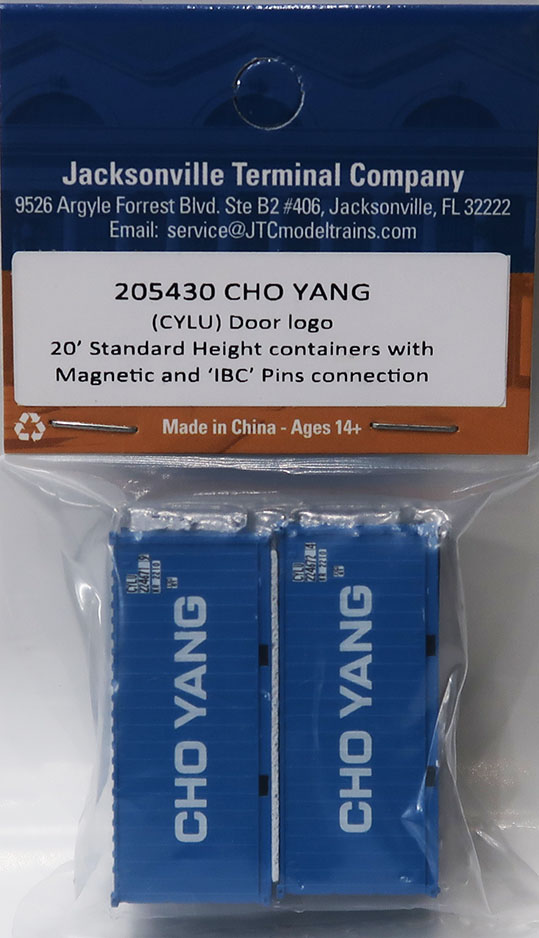 Jacksonville Terminal Company
9526 Argyle Forrest Blvd. Ste B2 #406, Jacksonville, FL 32222
Email: service@JTCmodeltrains.com
205430 CHO YANG
(CYLU) Door logo
20' Standard Height containers with
Magnetic and 'IBC' Pins connection
Made in China - Ages 14+
CHO YANG
CHO YANG